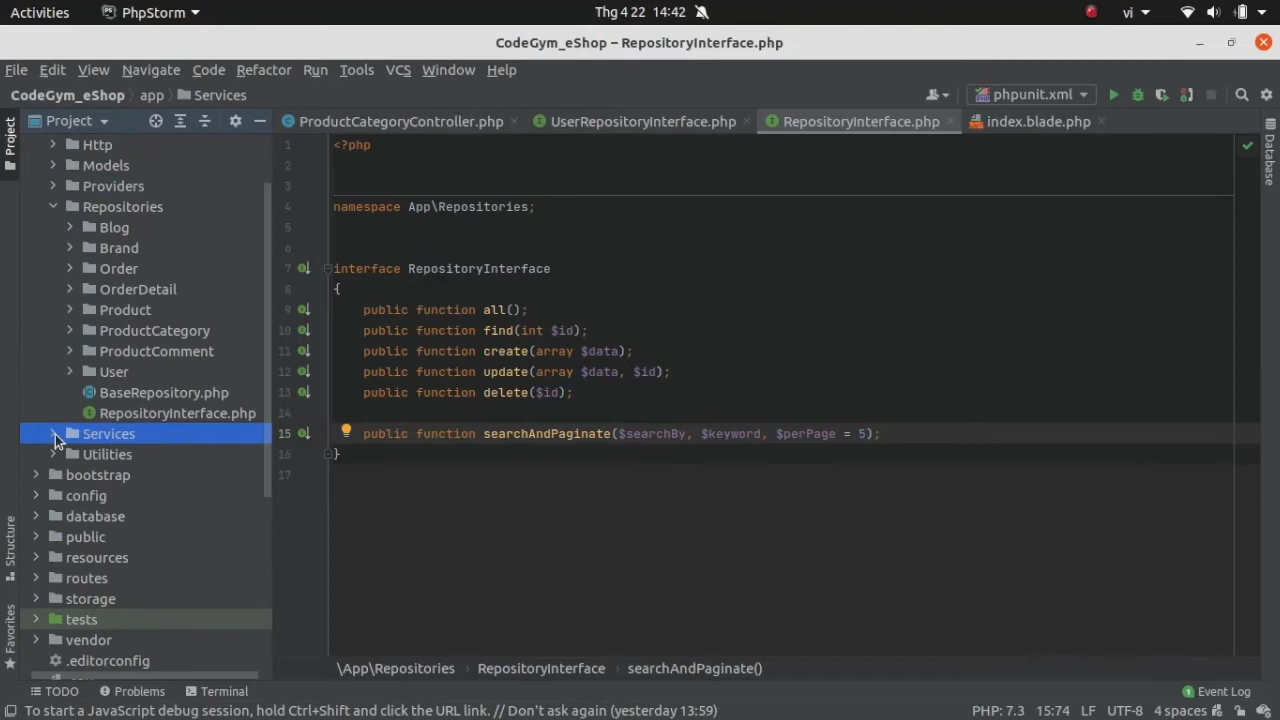 Activities PhpStorm Thg 4 22 14:42 vi
CodeGym_eShop – RepositoryInterface.php
File Edit View Navigate Code Refactor Run Tools VCS Window Help
CodeGym_eShop app Services phpunit.xml
Project
Project
ProductCategoryController.php UserRepositoryInterface.php RepositoryInterface.php index.blade.php
Database
Http
Models
Providers
Repositories
Blog
Brand
Order
OrderDetail
Product
ProductCategory
ProductComment
User
BaseRepository.php
RepositoryInterface.php
Services
Utilities
bootstrap
config
database
public
resources
routes
storage
tests
vendor
.editorconfig
Structure
Favorites
1 <?php
2
3
4 namespace App\Repositories;
5
6
7 interface RepositoryInterface
8 {
9 public function all();
10 public function find(int $id);
11 public function create(array $data);
12 public function update(array $data, $id);
13 public function delete($id);
14
15 public function searchAndPaginate($searchBy, $keyword, $perPage = 5);
16 }
17
\App\Repositories RepositoryInterface searchAndPaginate()
TODO Problems Terminal 1 Event Log
To start a JavaScript debug session, hold Ctrl+Shift and click the URL link. // Don't ask again (yesterday 13:59) PHP: 7.3 15:74 LF UTF-8 4 spaces